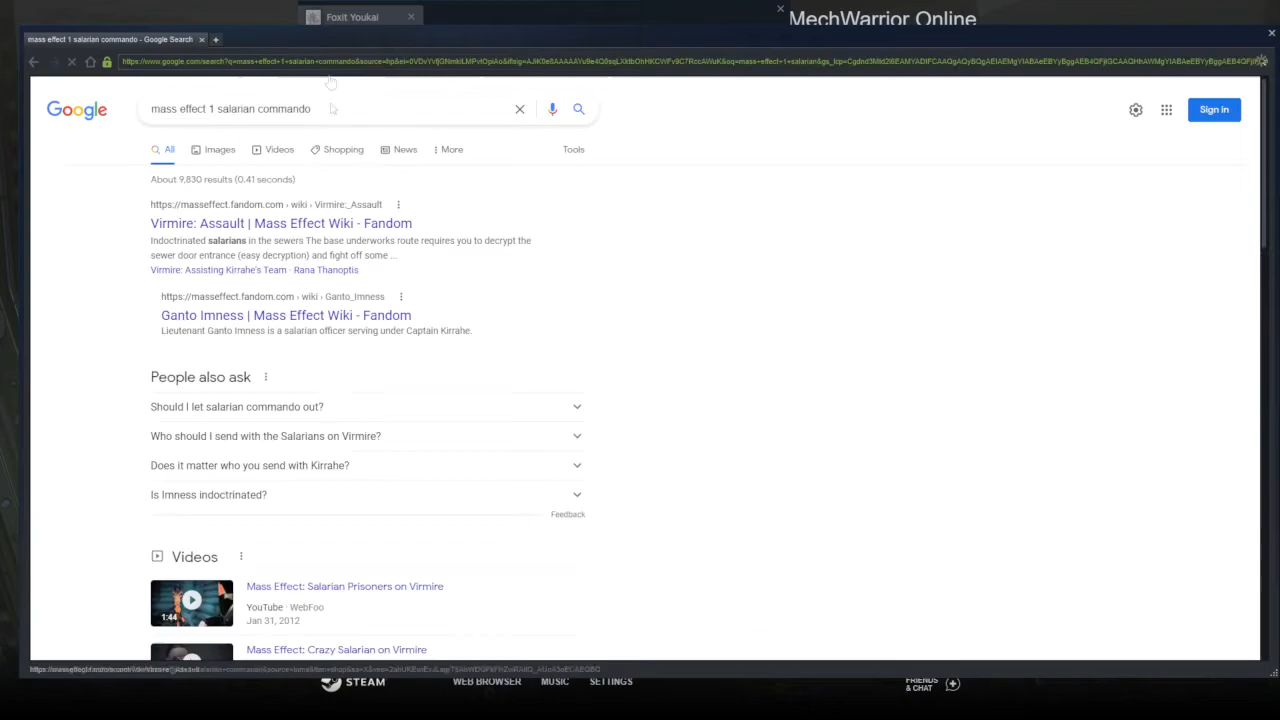 Foxit Youkai
MechWarrior Online
mass effect 1 salarian commando - Google Search
Google
mass effect 1 salarian commando
Sign in
All
Images
Videos
Shopping
News
More
Tools
About 9,830 results (0.41 seconds)
https://masseffect.fandom.com › wiki › Virmire:_Assault
Virmire: Assault | Mass Effect Wiki - Fandom
Indoctrinated salarians in the sewers The base underworks route requires you to decrypt the
sewer door entrance (easy decryption) and fight off some ...
Virmire: Assisting Kirrahe's Team · Rana Thanoptis
https://masseffect.fandom.com › wiki › Ganto_Imness
Ganto Imness | Mass Effect Wiki - Fandom
Lieutenant Ganto Imness is a salarian officer serving under Captain Kirrahe.
People also ask
Should I let salarian commando out?
Who should I send with the Salarians on Virmire?
Does it matter who you send with Kirrahe?
Is Imness indoctrinated?
Feedback
Videos
Mass Effect: Salarian Prisoners on Virmire
1:44
YouTube · WebFoo
Jan 31, 2012
Mass Effect: Crazy Salarian on Virmire
STEAM
WEB BROWSER
MUSIC
SETTINGS
FRIENDS
& CHAT